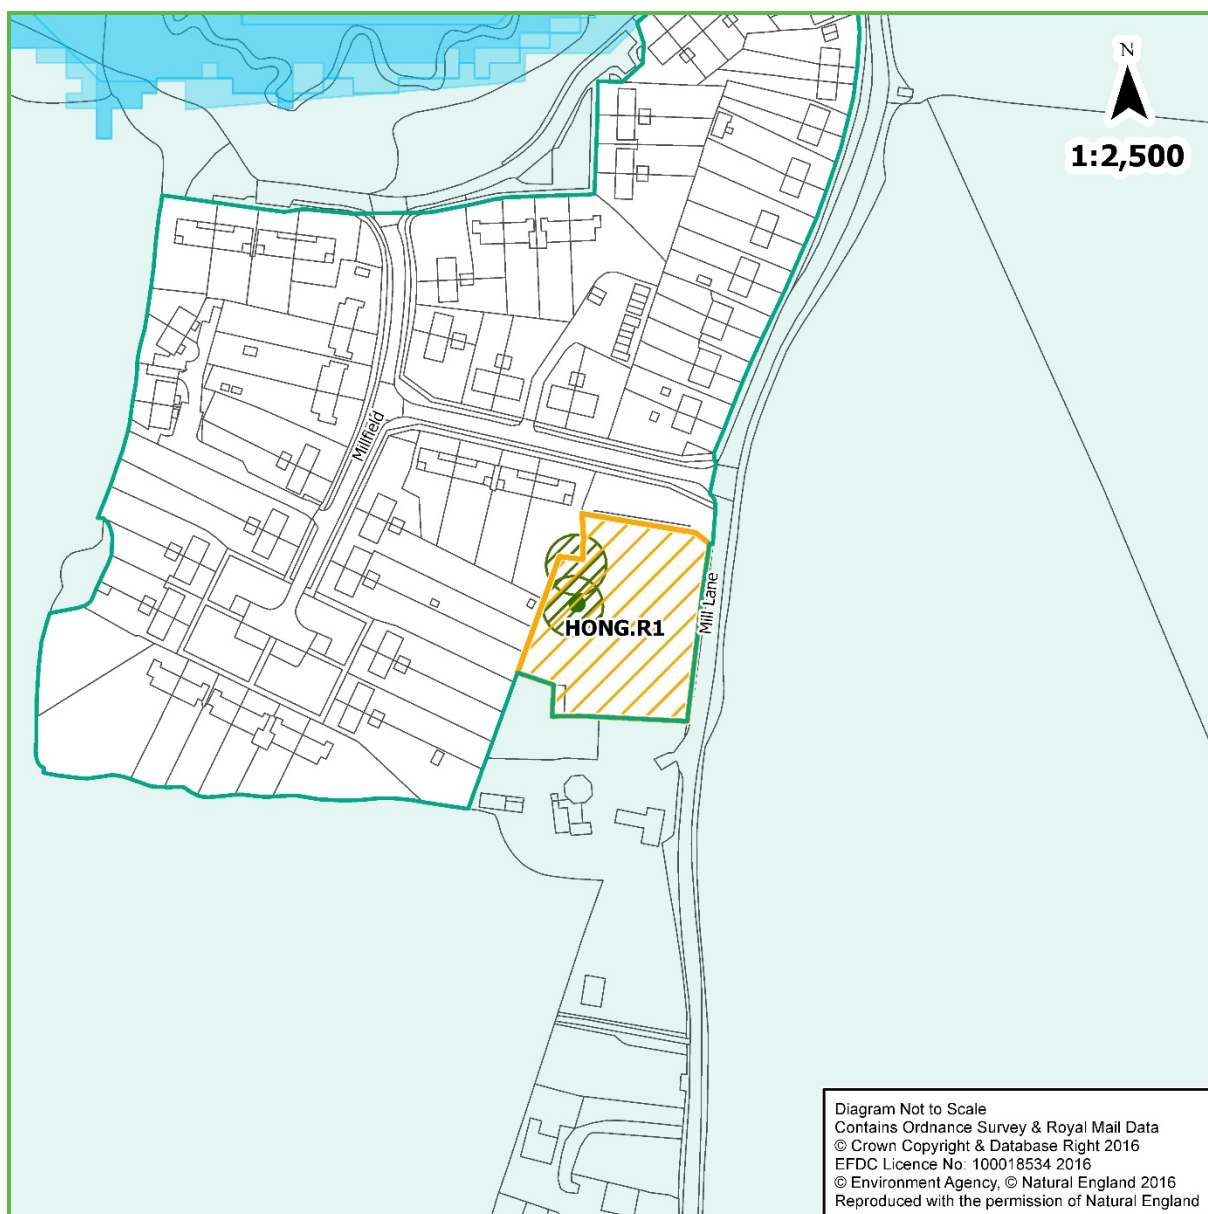 N
1:2,500
Millfield
Mill Lane
HONG.R1
Diagram Not to Scale
Contains Ordnance Survey & Royal Mail Data
© Crown Copyright & Database Right 2016
EFDC Licence No: 100018534 2016
© Environment Agency, © Natural England 2016
Reproduced with the permission of Natural England